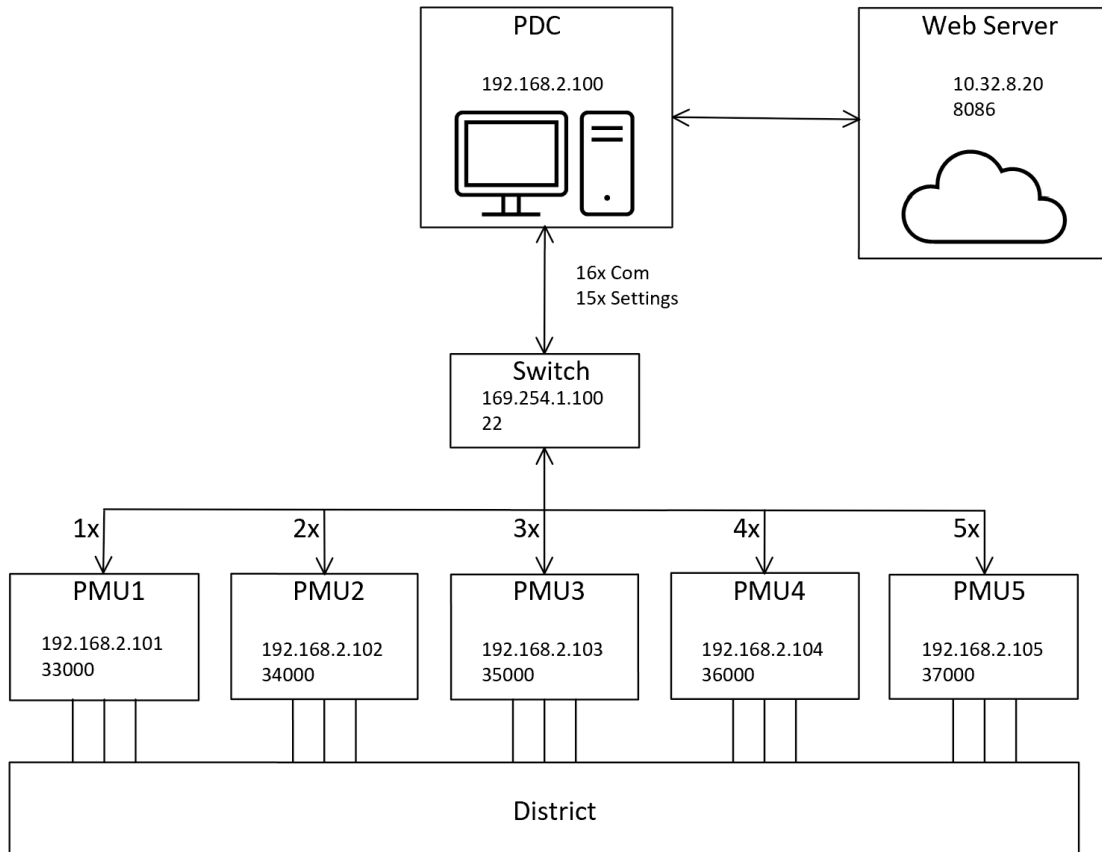 PDC
192.168.2.100
Web Server
10.32.8.20
8086
16x Com
15x Settings
Switch
169.254.1.100
22
1x
2x
3x
4x
5x
PMU1
192.168.2.101
33000
PMU2
192.168.2.102
34000
PMU3
192.168.2.103
35000
PMU4
192.168.2.104
36000
PMU5
192.168.2.105
37000
District